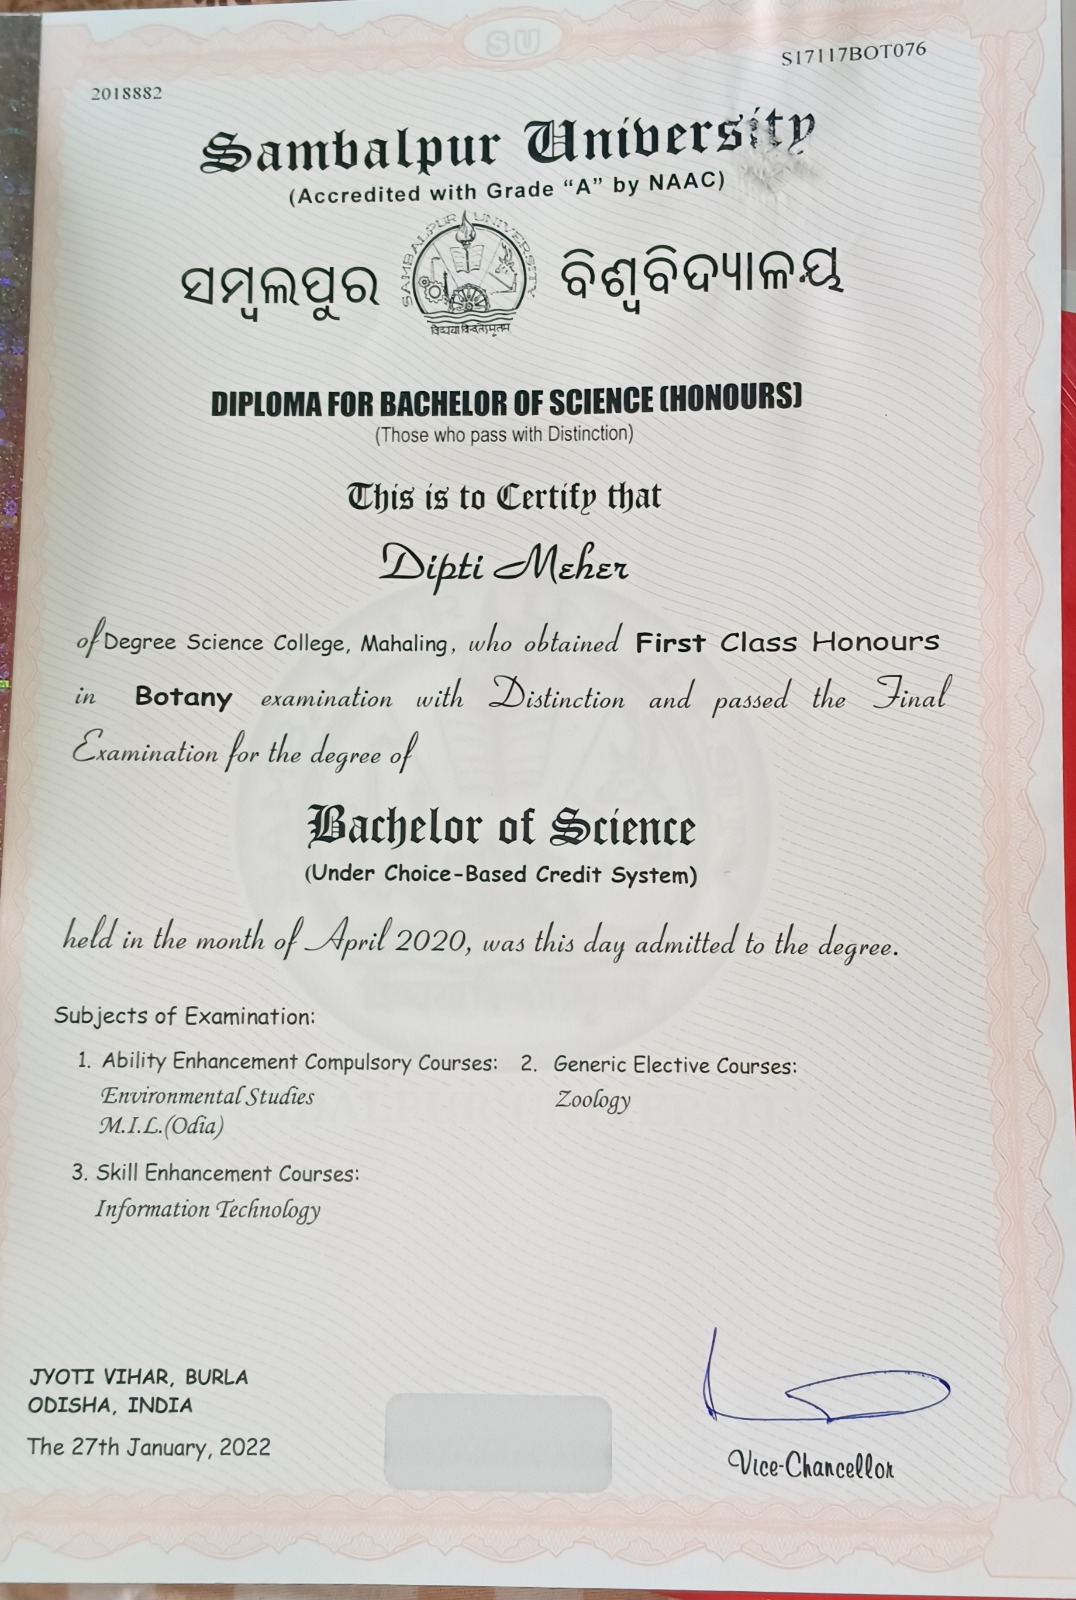 SU
S17117BOT076
2018882
Sambalpur University
(Accredited with Grade “A” by NAAC)
ସମ୍ବଲପୁର ବିଶ୍ୱବିଦ୍ୟାଳୟ
SAMBALPUR UNIVERSITY
DIPLOMA FOR BACHELOR OF SCIENCE (HONOURS)
(Those who pass with Distinction)
This is to Certify that
Dipti Meher
of Degree Science College, Mahaling, who obtained First Class Honours
in Botany examination with Distinction and passed the Final
Examination for the degree of
Bachelor of Science
(Under Choice-Based Credit System)
held in the month of April 2020, was this day admitted to the degree.
Subjects of Examination:
1. Ability Enhancement Compulsory Courses: 2. Generic Elective Courses:
Environmental Studies Zoology
M.I.L.(Odia)
3. Skill Enhancement Courses:
Information Technology
JYOTI VIHAR, BURLA
ODISHA, INDIA
The 27th January, 2022
Vice-Chancellor